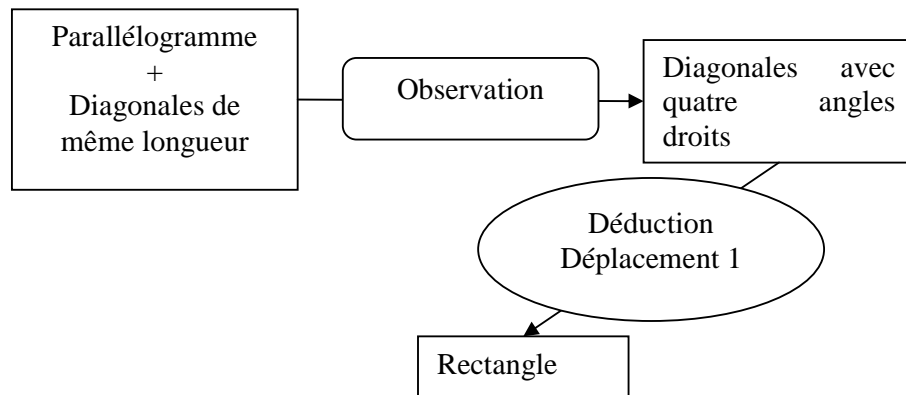 Parallélogramme
+
Diagonales de
même longueur
Observation
Diagonales avec
quatre angles
droits
Déduction
Déplacement 1
Rectangle